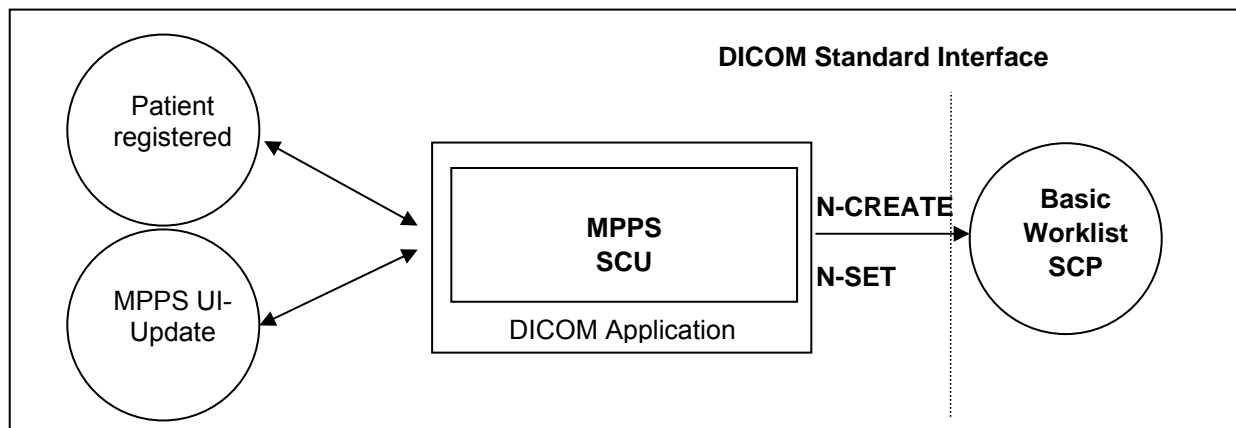 DICOM Standard Interface
Patient
registered
MPPS UI-
Update
MPPS
SCU
DICOM Application
N-CREATE
N-SET
Basic
Worklist
SCP